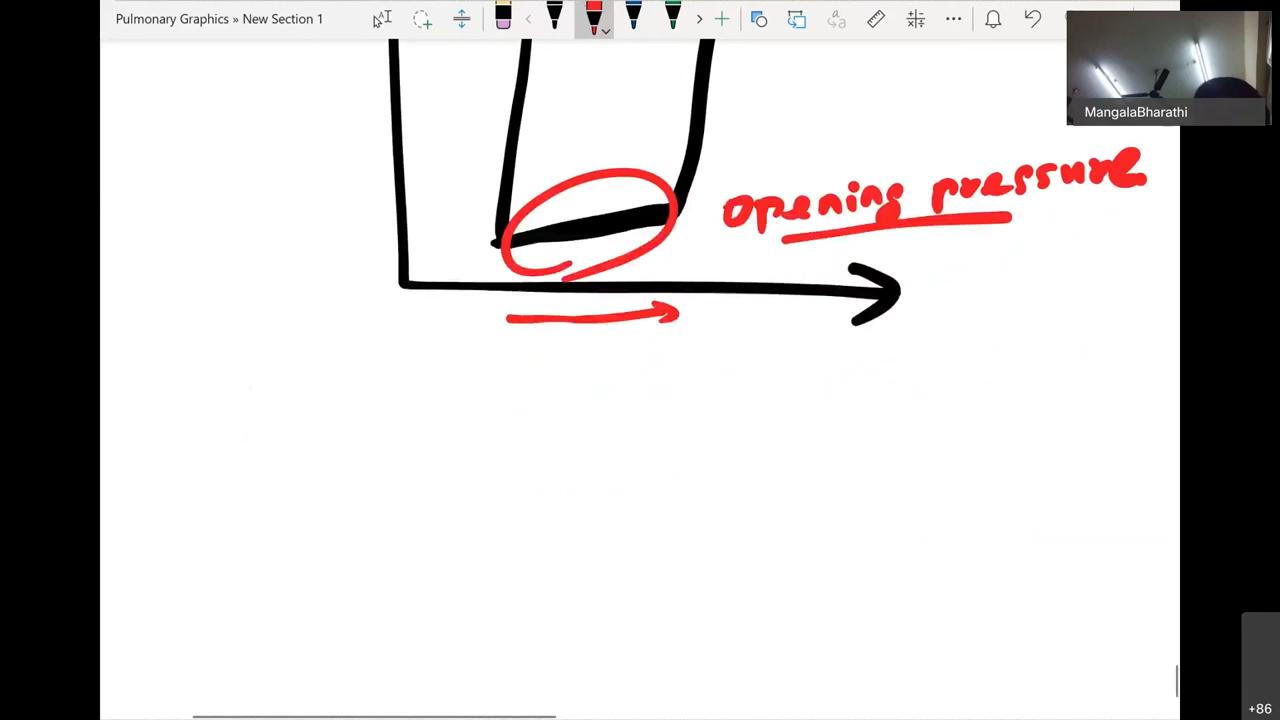 Pulmonary Graphics » New Section 1
MangalaBharathi
opening pressure
+86